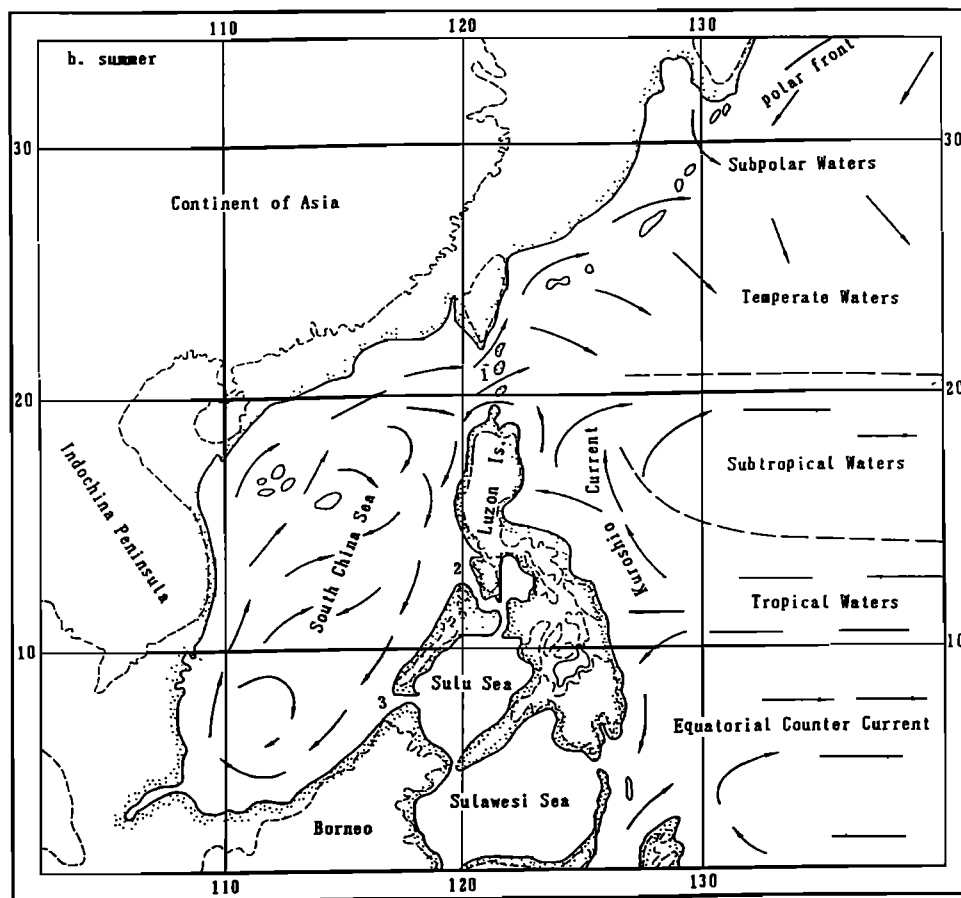 110
120
130
b. summer
polar front
30
30
Subpolar Waters
Continent of Asia
Temperate Waters
1
20
20
Indochina Peninsula
South China Sea
Luzon Is.
Kuroshio Current
Subtropical Waters
2
Tropical Waters
10
10
Sulu Sea
3
Equatorial Counter Current
Sulawesi Sea
Borneo
110
120
130